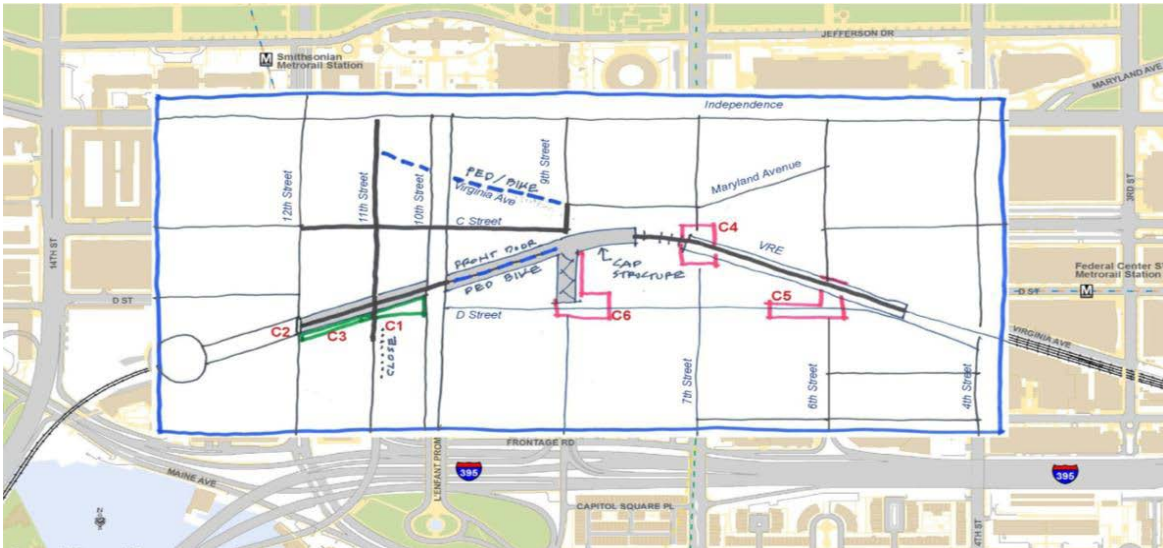 JEFFERSON DR
Smithsonian
Metrorail Station
M
MARYLAND AVE
Independence
12th Street
11th Street
10th Street
9th Street
PED/BIKE
Virginia Ave
Maryland Avenue
C Street
C4
14TH ST
3RD ST
FRONT DOOR
PED BIKE
CAP
STRUCTURE
VRE
Federal Center S
Metrorail Station
M
D ST
D ST
C2
C3
C1
D Street
C6
C5
CLOSE
7th Street
6th Street
4th Street
VIRGINIA AVE
MAINE AVE
L'ENFANT PROM
FRONTAGE RD
395
395
CAPITOL SQUARE PL
4TH ST
N